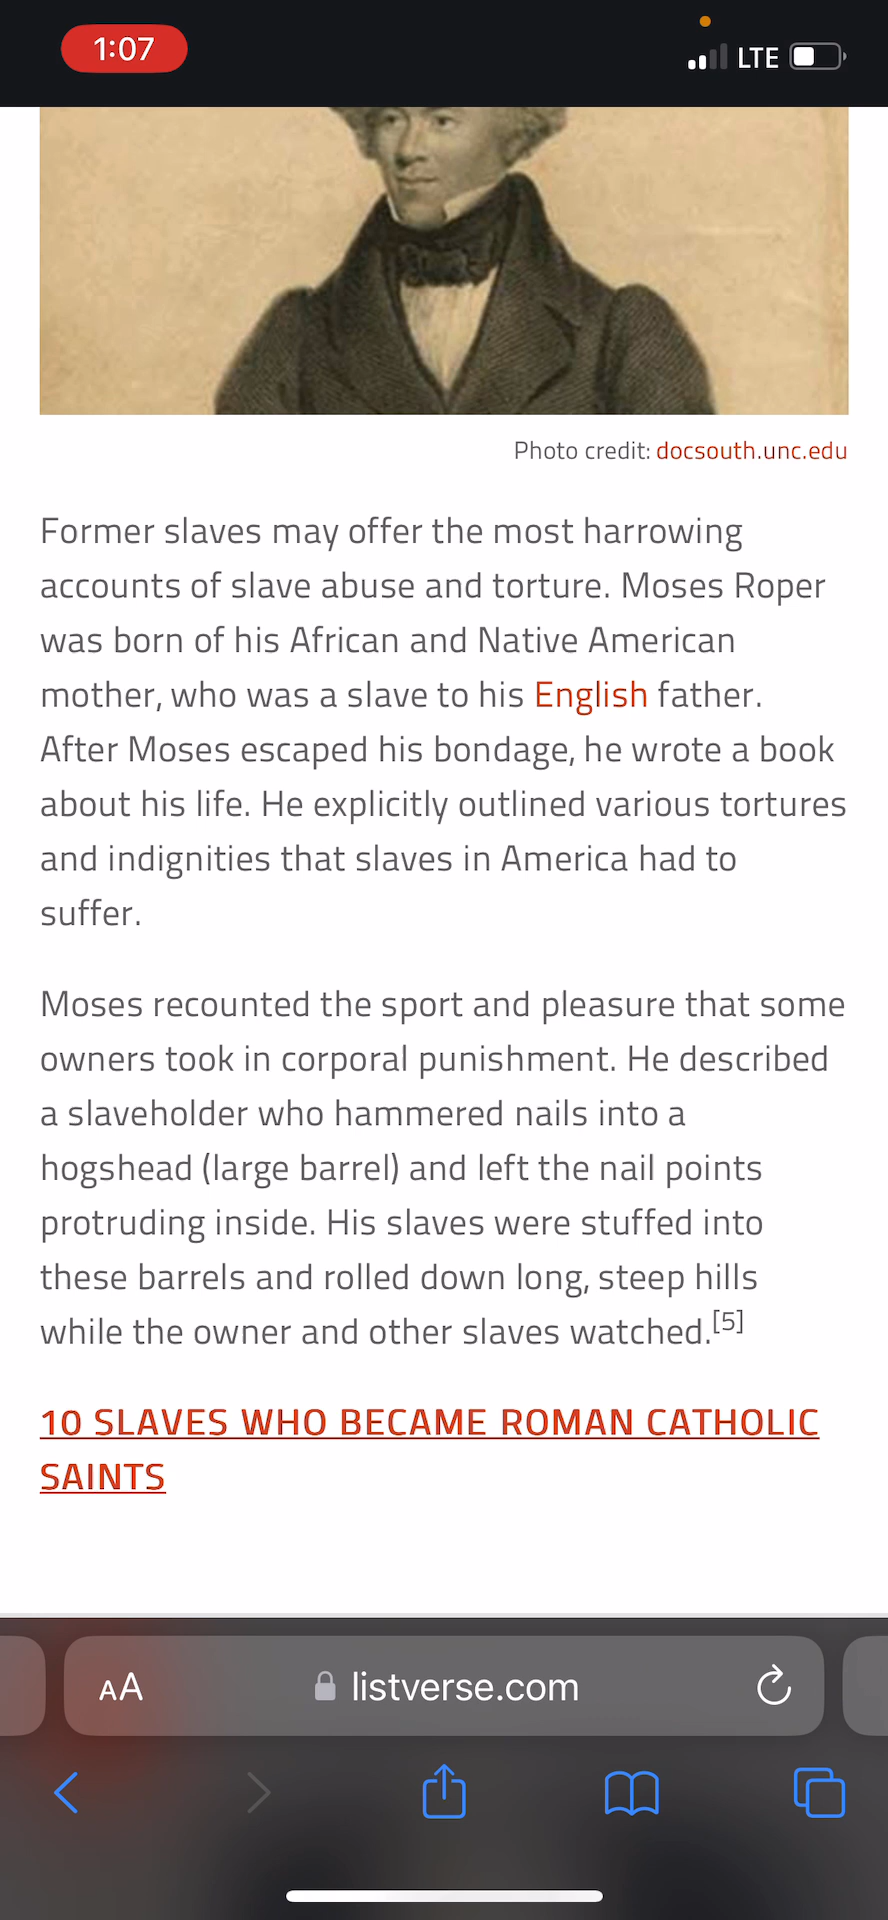 1:07
LTE
Photo credit: docsouth.unc.edu
Former slaves may offer the most harrowing
accounts of slave abuse and torture. Moses Roper
was born of his African and Native American
mother, who was a slave to his English father.
After Moses escaped his bondage, he wrote a book
about his life. He explicitly outlined various tortures
and indignities that slaves in America had to
suffer.
Moses recounted the sport and pleasure that some
owners took in corporal punishment. He described
a slaveholder who hammered nails into a
hogshead (large barrel) and left the nail points
protruding inside. His slaves were stuffed into
these barrels and rolled down long, steep hills
while the owner and other slaves watched.[5]
10 SLAVES WHO BECAME ROMAN CATHOLIC
SAINTS
AA
listverse.com